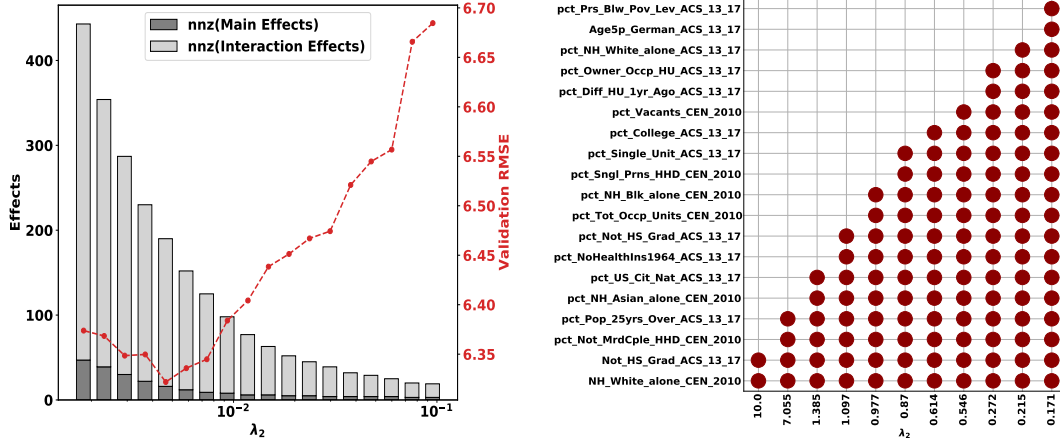 nnz(Main Effects)
nnz(Interaction Effects)
Effects
400
300
200
100
0
6.70
6.65
6.60
6.55
6.50
6.45
6.40
6.35
Validation RMSE
10⁻²
10⁻¹
λ₂
pct_Prs_Blw_Pov_Lev_ACS_13_17
Age5p_German_ACS_13_17
pct_NH_White_alone_ACS_13_17
pct_Owner_Occp_HU_ACS_13_17
pct_Diff_HU_1yr_Ago_ACS_13_17
pct_Vacants_CEN_2010
pct_College_ACS_13_17
pct_Single_Unit_ACS_13_17
pct_Sngl_Prns_HHD_CEN_2010
pct_NH_Blk_alone_CEN_2010
pct_Tot_Occp_Units_CEN_2010
pct_Not_HS_Grad_ACS_13_17
pct_NoHealthIns1964_ACS_13_17
pct_US_Cit_Nat_ACS_13_17
pct_NH_Asian_alone_CEN_2010
pct_Pop_25yrs_Over_ACS_13_17
pct_Not_MrdCple_HHD_CEN_2010
Not_HS_Grad_ACS_13_17
NH_White_alone_CEN_2010
10.0
7.055
1.385
1.097
0.977
0.87
0.614
0.546
0.272
0.215
0.171
λ₂